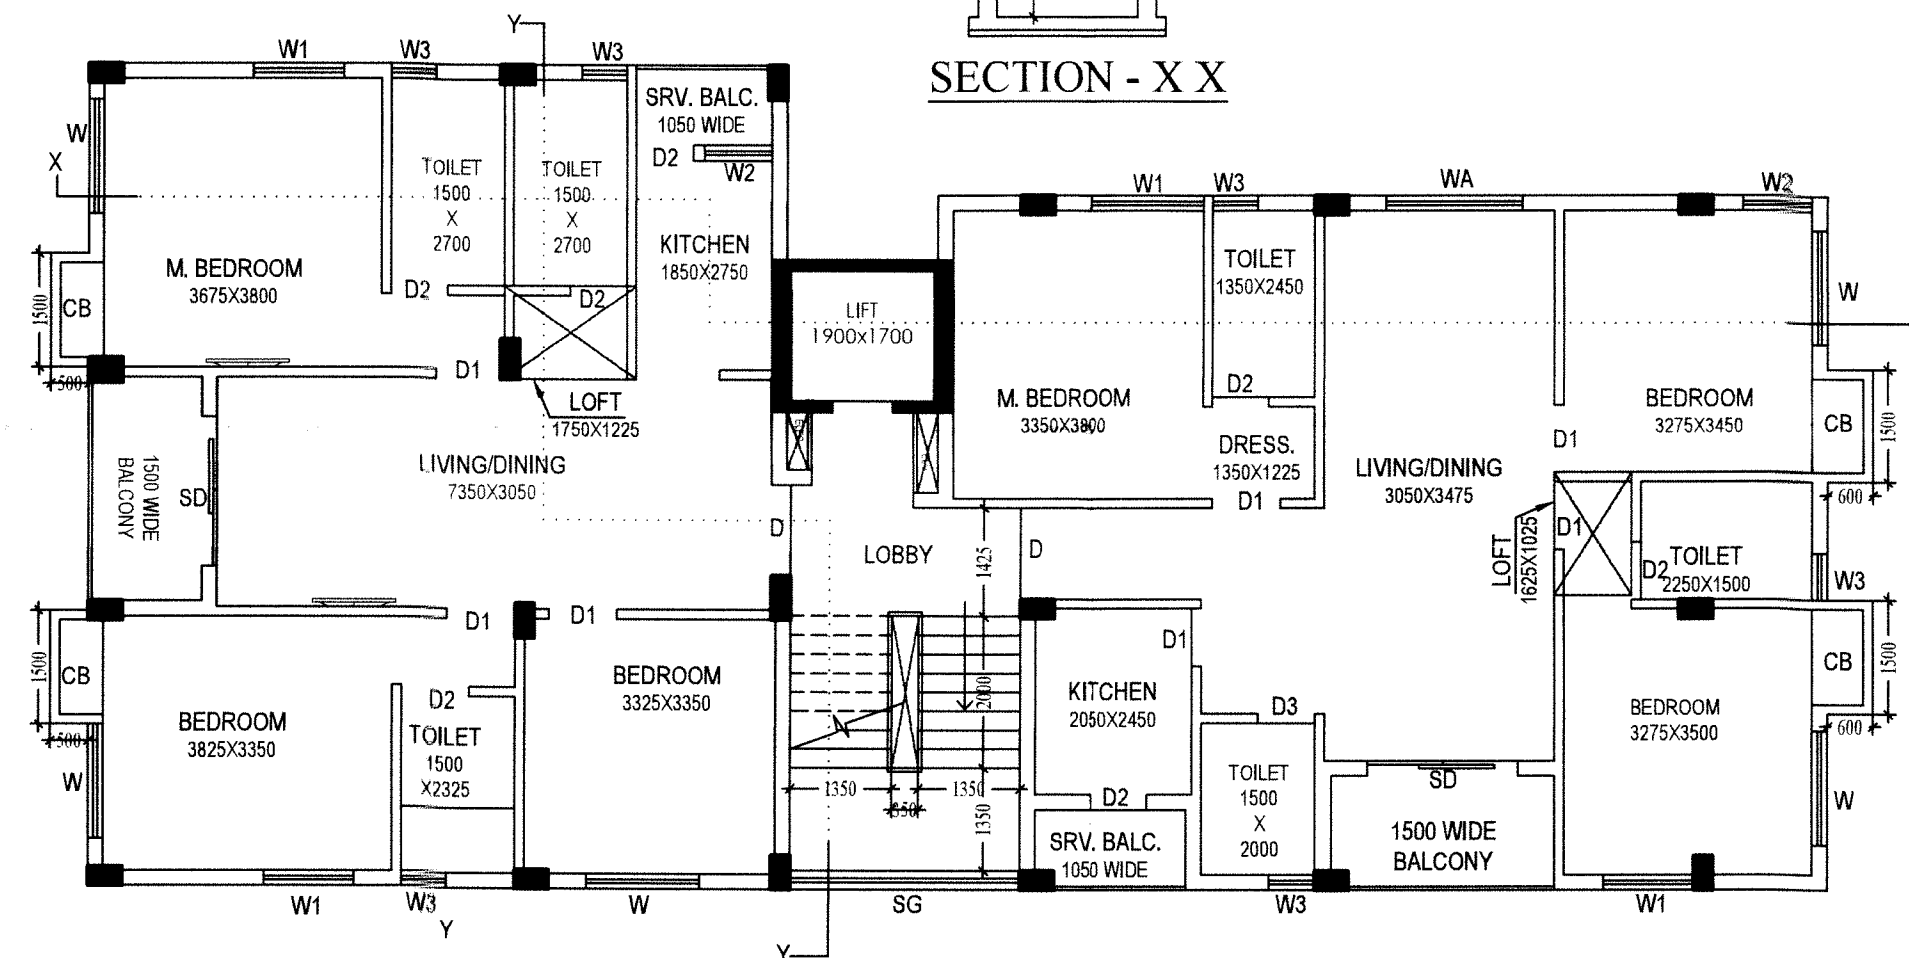 Y
SECTION - X X
W1
W3
W3
SRV. BALC.
1050 WIDE
W
X
D2
W2
TOILET
1500
X
2700
TOILET
1500
X
2700
KITCHEN
1850X2750
M. BEDROOM
3675X3800
D2
D2
CB
1500
500
D1
LOFT
1750X1225
LIFT
1900x1700
LIVING/DINING
7350X3050
1500 WIDE
BALCONY
SD
D
LOBBY
1425
D
D1
D1
CB
1500
500
W
BEDROOM
3825X3350
D2
TOILET
1500
X2325
BEDROOM
3325X3350
2000
1350
350
1350
1350
W1
W3
Y
W
SG
Y
W1
W3
WA
W2
TOILET
1350X2450
W
M. BEDROOM
3350X3800
D2
DRESS.
1350X1225
D1
LIVING/DINING
3050X3475
BEDROOM
3275X3450
CB
1500
600
D1
LOFT
1625X1025
D1
D2
TOILET
2250X1500
W3
D1
KITCHEN
2050X2450
D3
D2
TOILET
1500
X
2000
SRV. BALC.
1050 WIDE
SD
1500 WIDE
BALCONY
BEDROOM
3275X3500
CB
1500
600
W
W3
W1